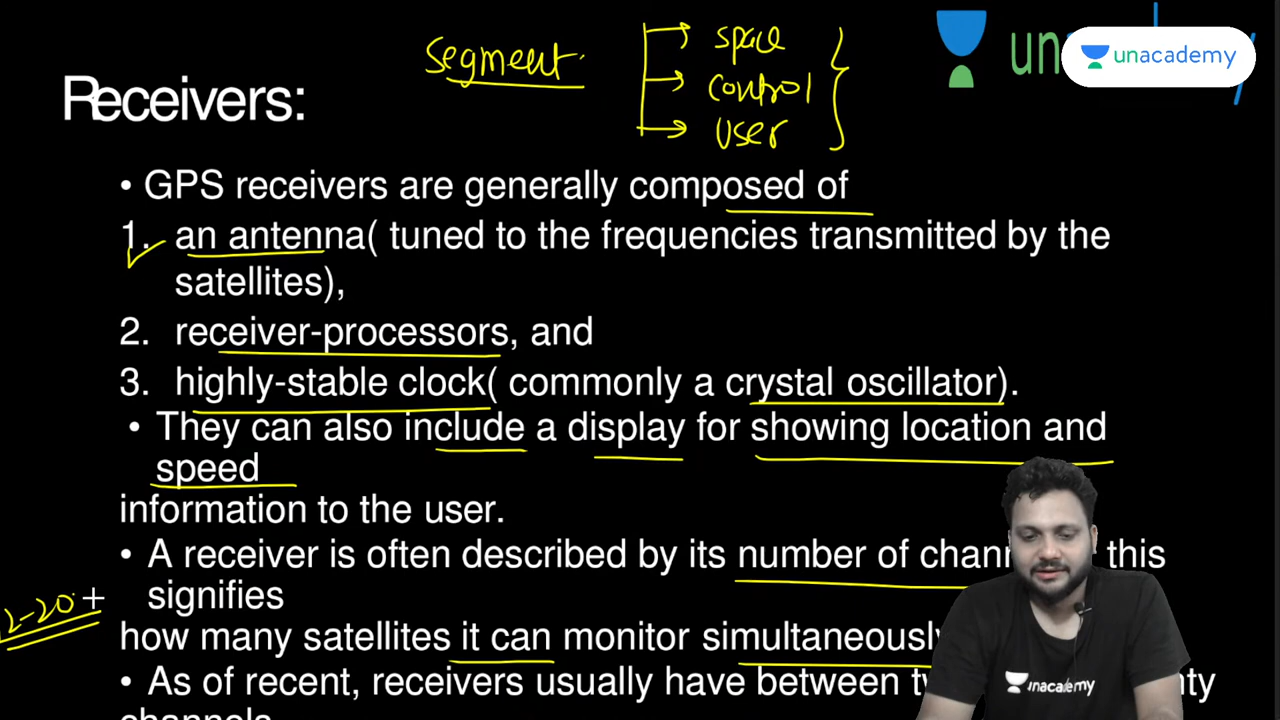 segment
space
control
user
un
unacademy
Receivers:
• GPS receivers are generally composed of
1. an antenna( tuned to the frequencies transmitted by the
satellites),
2. receiver-processors, and
3. highly-stable clock( commonly a crystal oscillator).
• They can also include a display for showing location and
speed
information to the user.
• A receiver is often described by its number of this
signifies
2-20
how many satellites it can monitor simultaneously
• As of recent, receivers usually have between
channels
unacademy